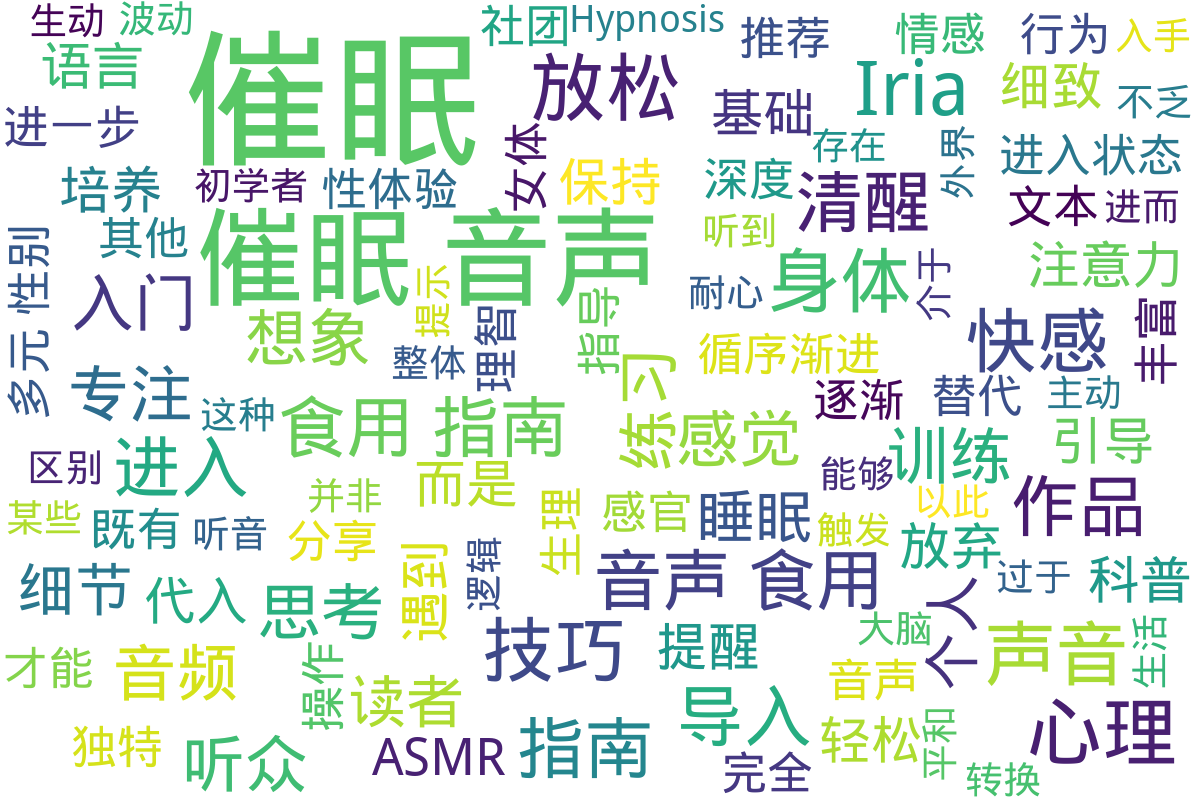 生动
波动
社团
Hypnosis
推荐
情感
行为
入手
语言
催眠
放松
Iria
细致
不乏
进一步
基础
存在
外界
进入状态
培养
初学者
性体验
女体
保持
深度
清醒
文本
进而
其他
催眠 音声
听到
身体
介于
注意力
多元 性别
入门
想象
提示
理智
指导
耐心
快感
丰富
整体
练习
循序渐进
专注
这种
食用 指南
感觉
逐渐
替代
主动
区别
进入
而是
能够
训练
引导
某些
既有
听音
并非
分享
生理
感官
睡眠
触发
以此
放弃
作品
细节
代入
思考
遇到
逻辑
音声 食用
过于
科普
个人
才能
音频
操作
读者
技巧
提醒
大脑
音声
声音
生活
独特
听众
ASMR
指南
导入
完全
轻松
平和
转换
心理